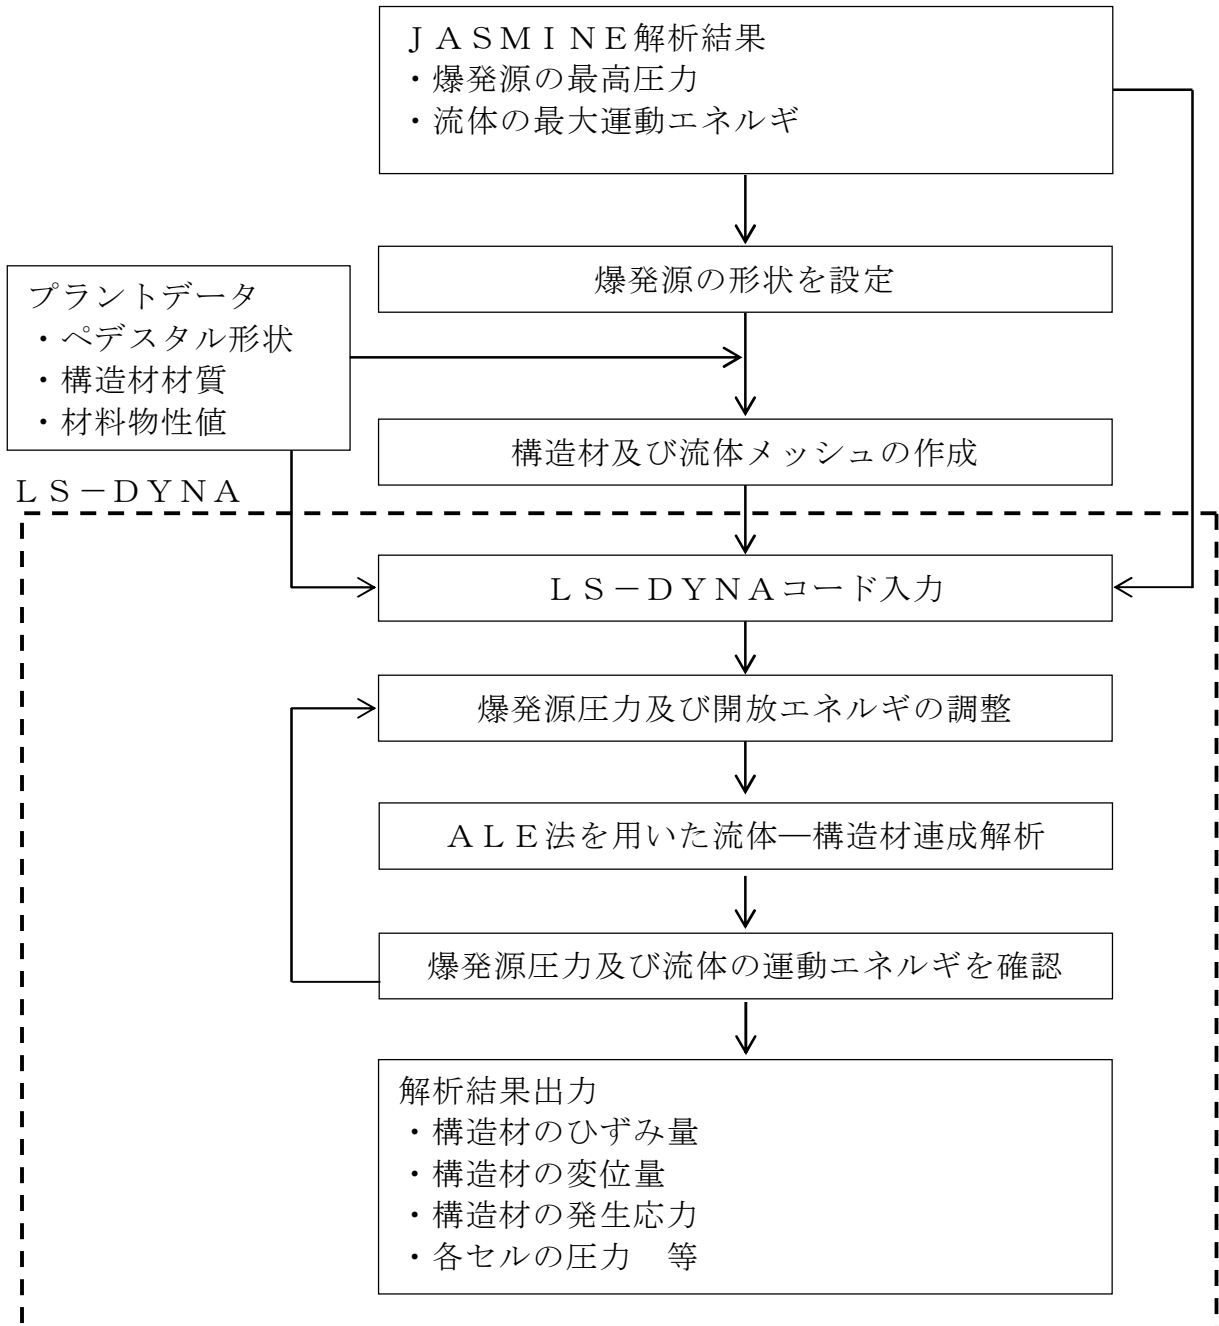 ＪＡＳＭＩＮＥ解析結果
・爆発源の最高圧力
・流体の最大運動エネルギ
爆発源の形状を設定
プラントデータ
・ペデスタル形状
・構造材材質
・材料物性値
構造材及び流体メッシュの作成
ＬＳ－ＤＹＮＡ
ＬＳ－ＤＹＮＡコード入力
爆発源圧力及び開放エネルギの調整
ＡＬＥ法を用いた流体―構造材連成解析
爆発源圧力及び流体の運動エネルギを確認
解析結果出力
・構造材のひずみ量
・構造材の変位量
・構造材の発生応力
・各セルの圧力　等